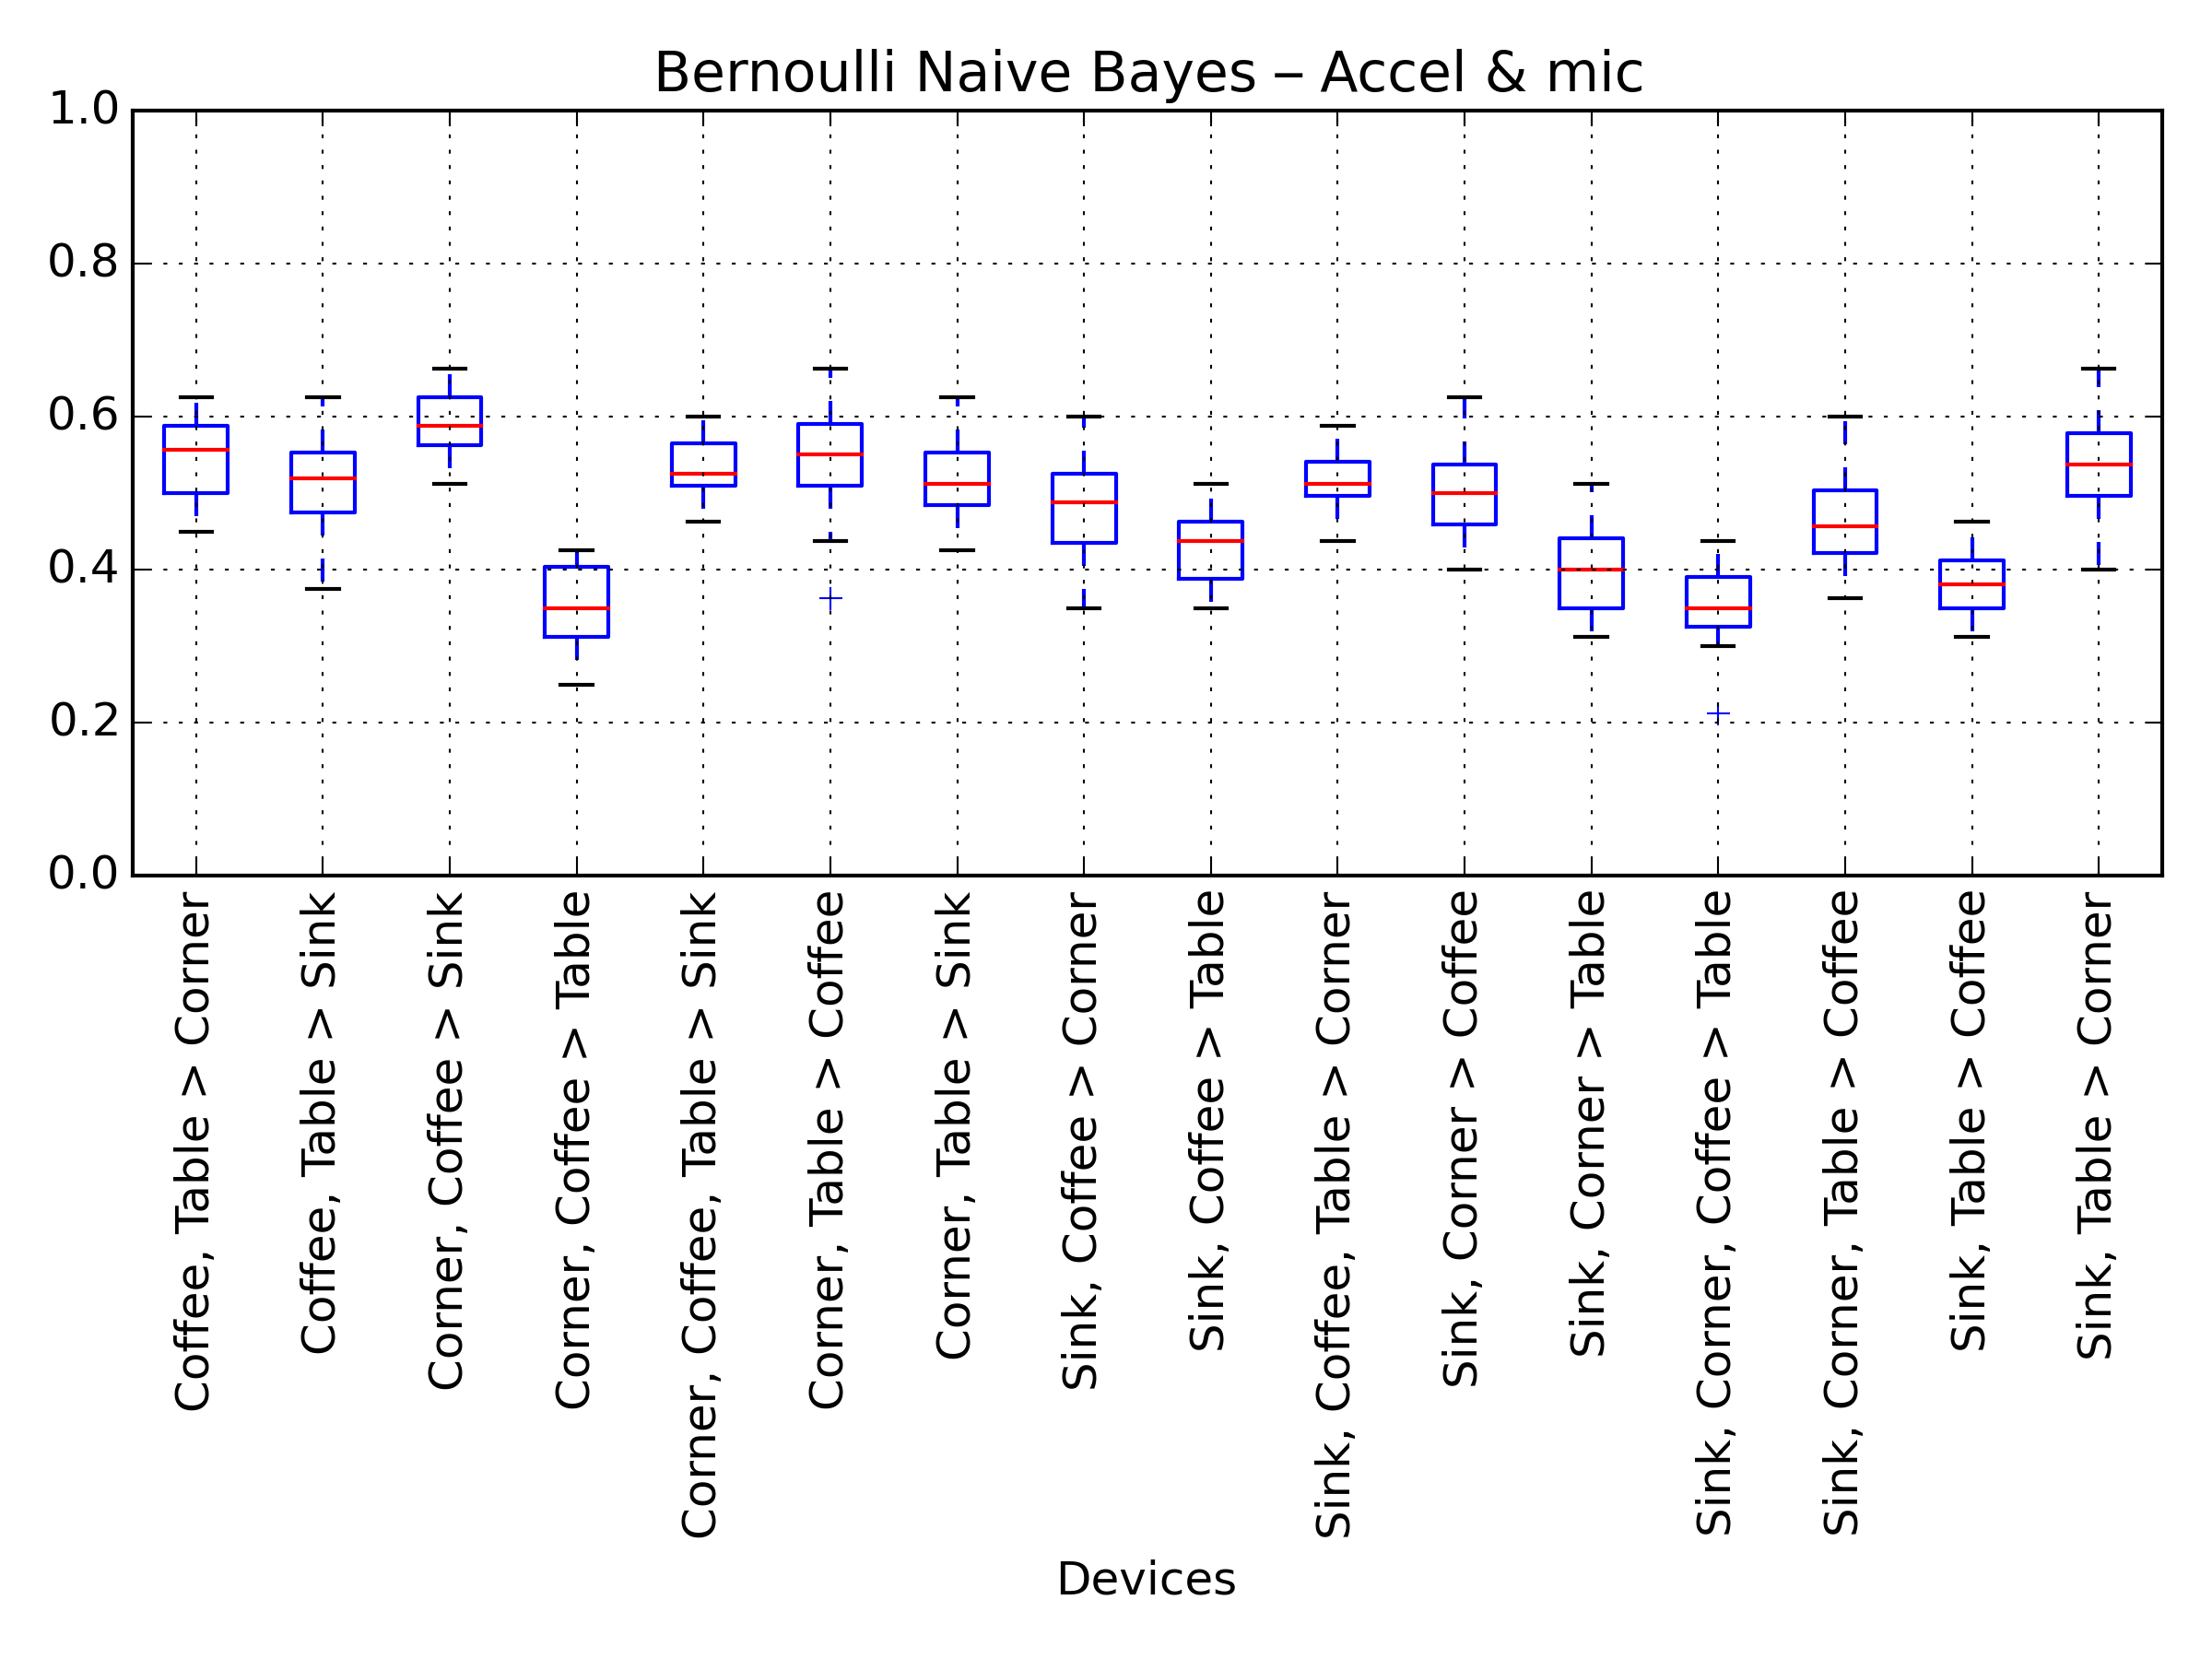 Bernoulli Naive Bayes – Accel & mic
1.0
0.8
0.6
0.4
0.2
0.0
Coffee, Table > Corner
Coffee, Table > Sink
Corner, Coffee > Sink
Corner, Coffee > Table
Corner, Coffee, Table > Sink
Corner, Table > Coffee
Corner, Table > Sink
Sink, Coffee > Corner
Sink, Coffee > Table
Sink, Coffee, Table > Corner
Sink, Corner > Coffee
Sink, Corner > Table
Sink, Corner, Coffee > Table
Sink, Corner, Table > Coffee
Sink, Table > Coffee
Sink, Table > Corner
Devices